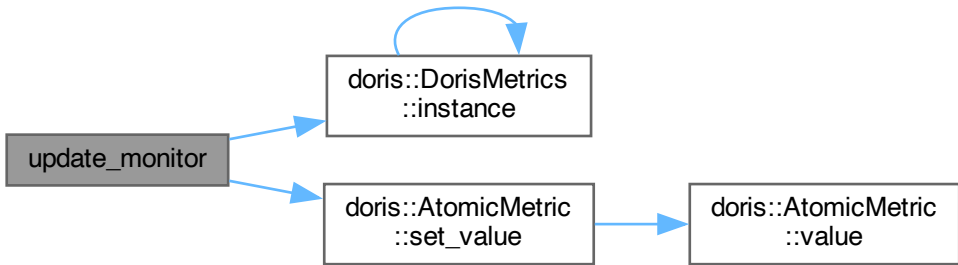 update_monitor
doris::DorisMetrics
::instance
doris::AtomicMetric
::set_value
doris::AtomicMetric
::value